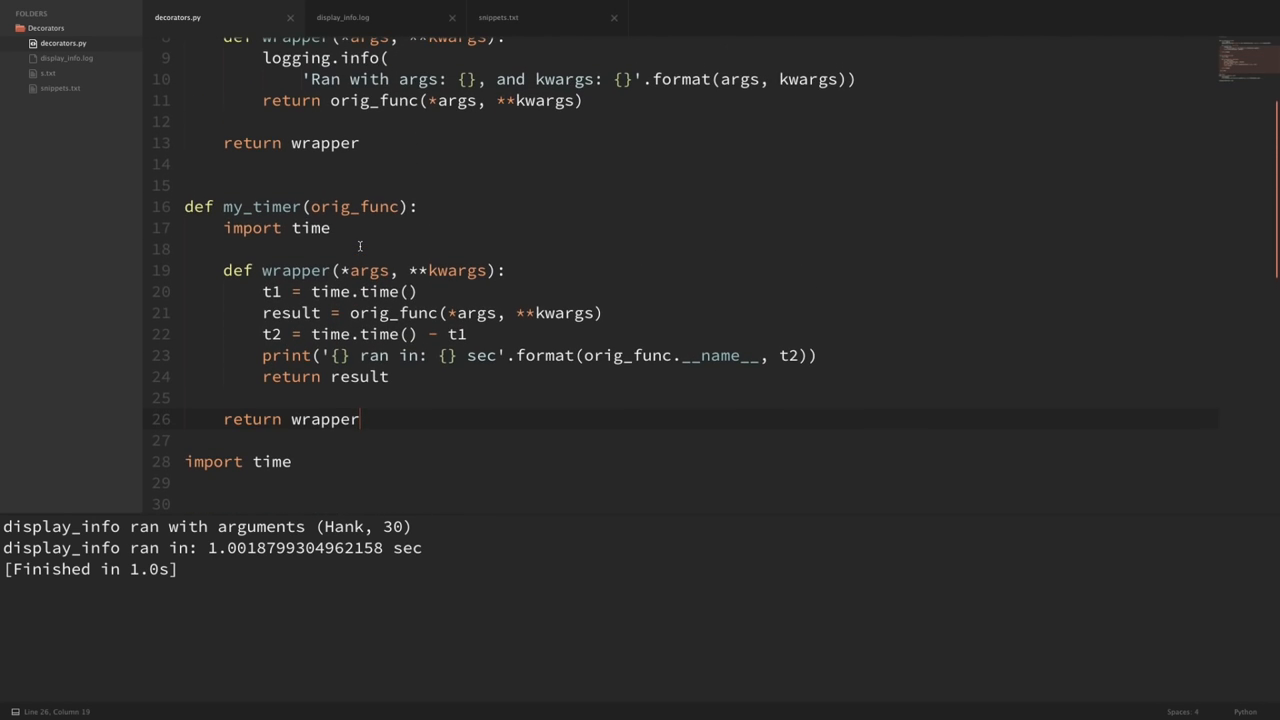 FOLDERS
Decorators
decorators.py
display_info.log
s.txt
snippets.txt
decorators.py
display_info.log
snippets.txt
8 def wrapper(*args, **kwargs):
9 logging.info(
10 'Ran with args: {}, and kwargs: {}'.format(args, kwargs))
11 return orig_func(*args, **kwargs)
12
13 return wrapper
14
15
16 def my_timer(orig_func):
17 import time
18
19 def wrapper(*args, **kwargs):
20 t1 = time.time()
21 result = orig_func(*args, **kwargs)
22 t2 = time.time() - t1
23 print('{} ran in: {} sec'.format(orig_func.__name__, t2))
24 return result
25
26 return wrapper
27
28 import time
29
30
display_info ran with arguments (Hank, 30)
display_info ran in: 1.0018799304962158 sec
[Finished in 1.0s]
Line 26, Column 19
Spaces: 4
Python